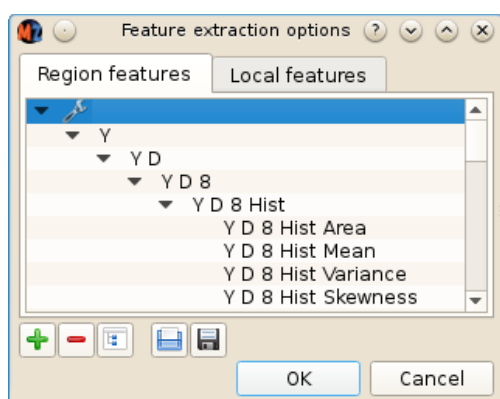 Feature extraction options
Region features
Local features
Y
Y D
Y D 8
Y D 8 Hist
Y D 8 Hist Area
Y D 8 Hist Mean
Y D 8 Hist Variance
Y D 8 Hist Skewness
OK
Cancel